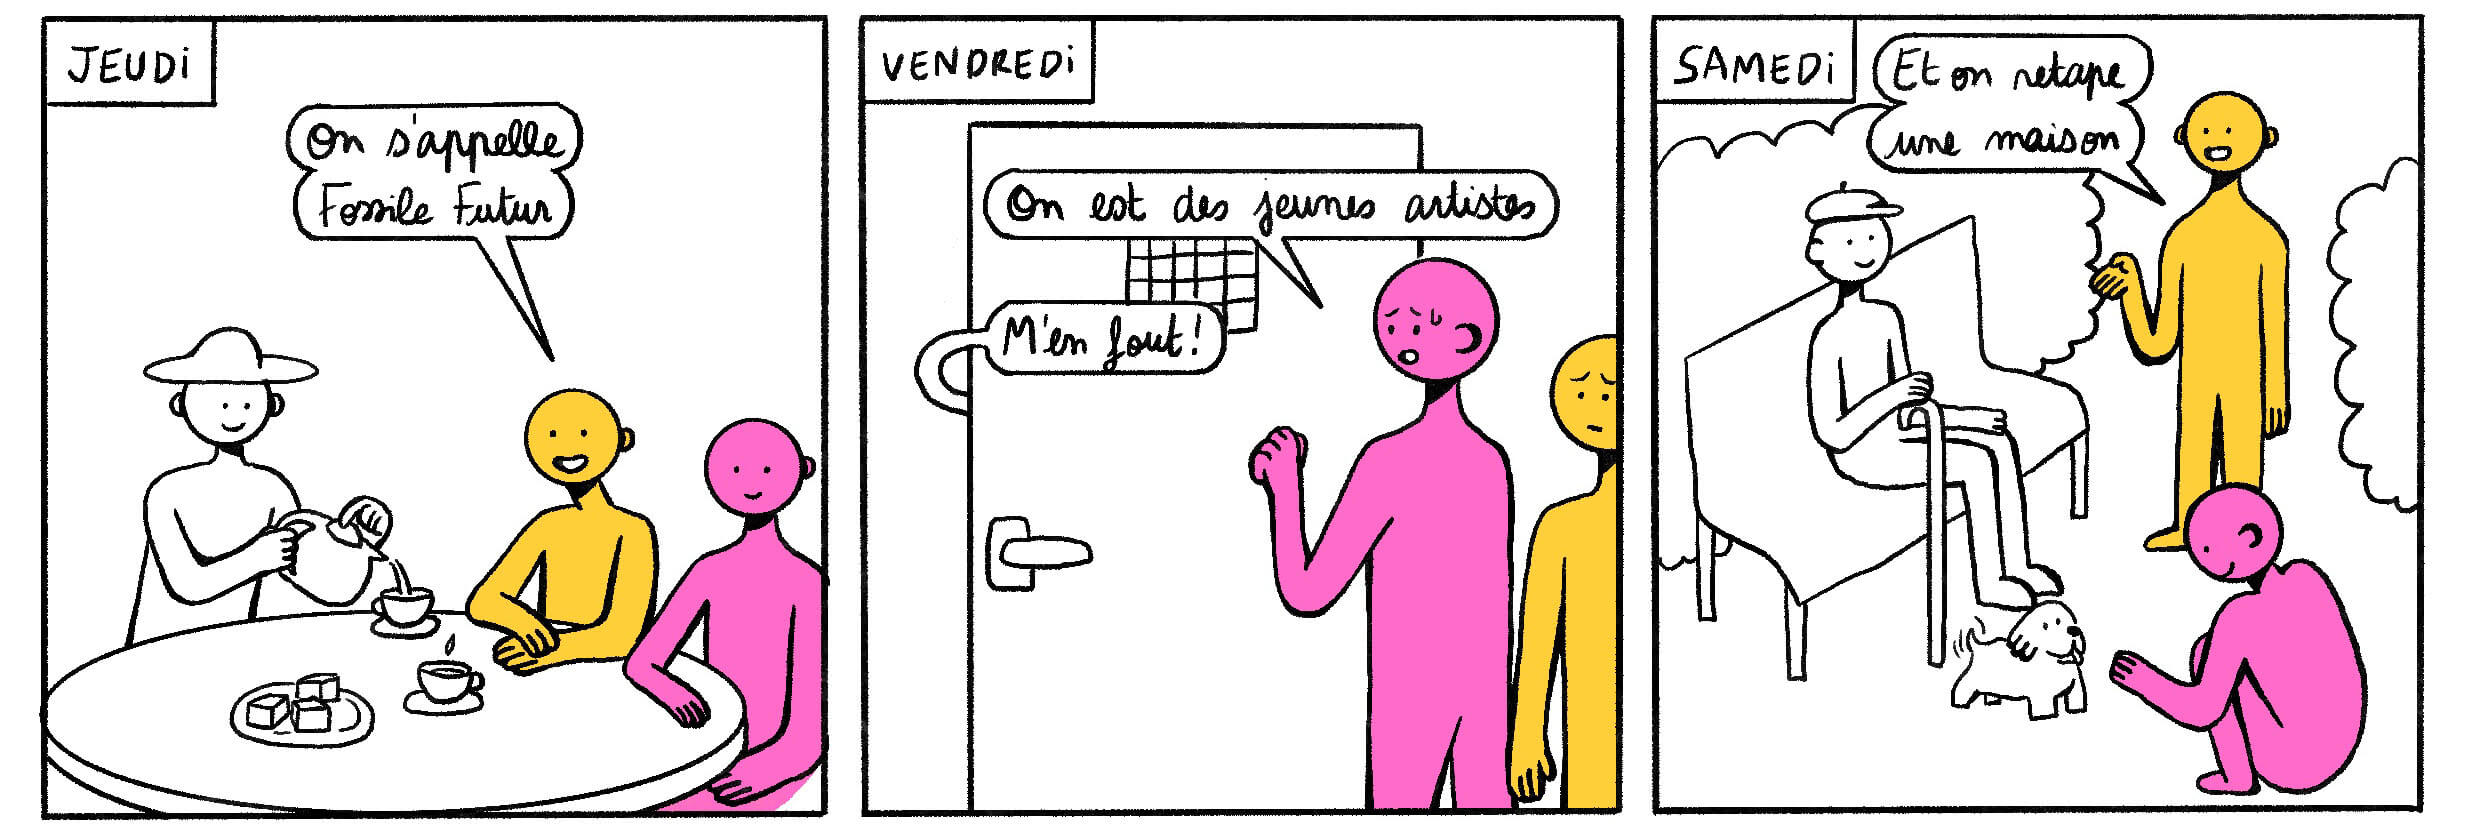 JEUDi
On s'appelle
Fossile Futur
VENDREDi
On est des jeunes artistes
M'en fout!
SAMEDi
Et on retape
une maison